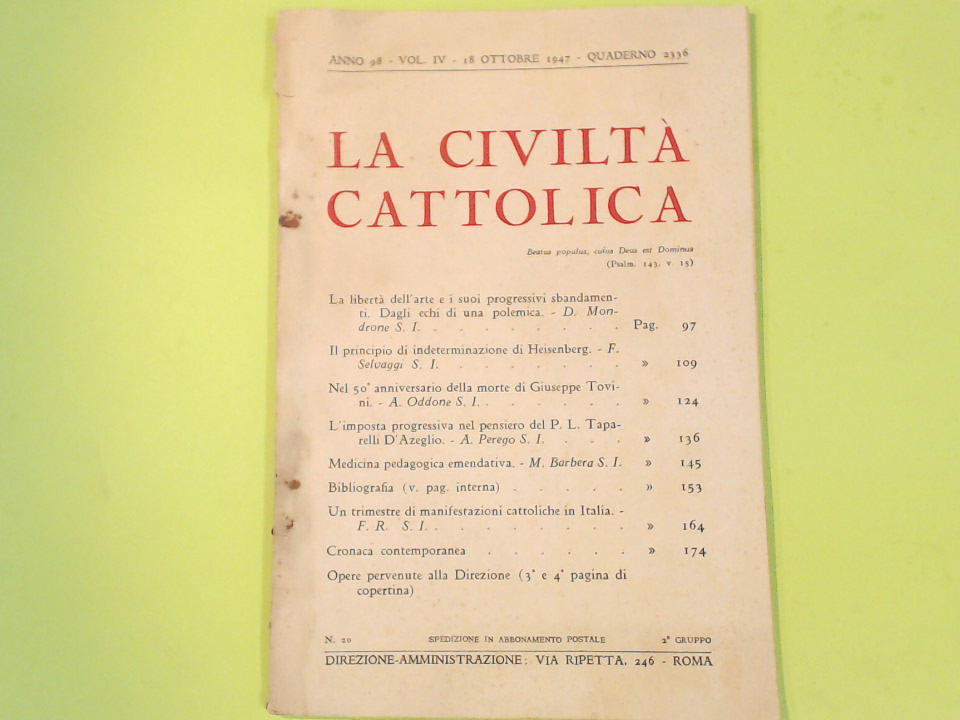 ANNO 98 - VOL. IV - 18 OTTOBRE 1947 - QUADERNO 2336
LA CIVILTÀ
CATTOLICA
Beatus populus, cuius Deus est Dominus
(Psalm. 143, v. 15)
La libertà dell'arte e i suoi progressivi sbandamen-
ti. Dagli echi di una polemica. - D. Mon-
drone S. I. . . . . . . . . Pag. 97
Il principio di indeterminazione di Heisenberg. - F.
Selvaggi S. I. . . . . . . . » 109
Nel 50° anniversario della morte di Giuseppe Tovi-
ni. - A. Oddone S. I. . . . . . . » 124
L'imposta progressiva nel pensiero del P. L. Tapa-
relli D'Azeglio. - A. Perego S. I. . . . » 136
Medicina pedagogica emendativa. - M. Barbera S. I. » 145
Bibliografia (v. pag. interna) . . . . . » 153
Un trimestre di manifestazioni cattoliche in Italia. -
F. R. S. I. . . . . . . . . » 164
Cronaca contemporanea . . . . . . » 174
Opere pervenute alla Direzione (3ª e 4ª pagina di
copertina)
N. 20 SPEDIZIONE IN ABBONAMENTO POSTALE 2° GRUPPO
DIREZIONE-AMMINISTRAZIONE: VIA RIPETTA, 246 - ROMA